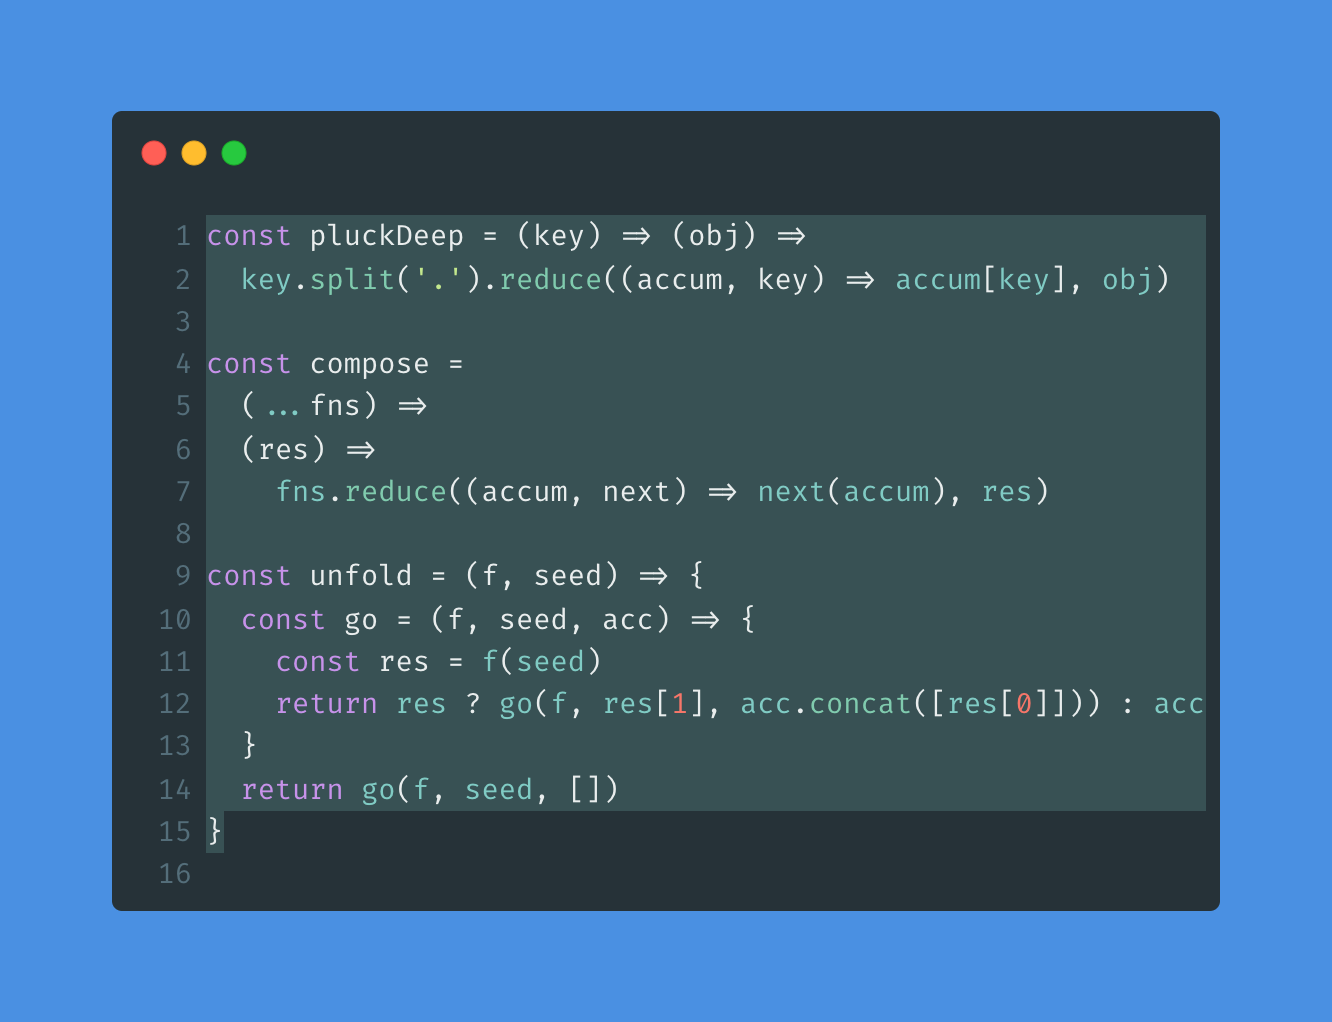 1 const pluckDeep = (key) => (obj) =>
2   key.split('.').reduce((accum, key) => accum[key], obj)
3
4 const compose =
5   (...fns) =>
6   (res) =>
7     fns.reduce((accum, next) => next(accum), res)
8
9 const unfold = (f, seed) => {
10   const go = (f, seed, acc) => {
11     const res = f(seed)
12     return res ? go(f, res[1], acc.concat([res[0]])) : acc
13   }
14   return go(f, seed, [])
15 }
16